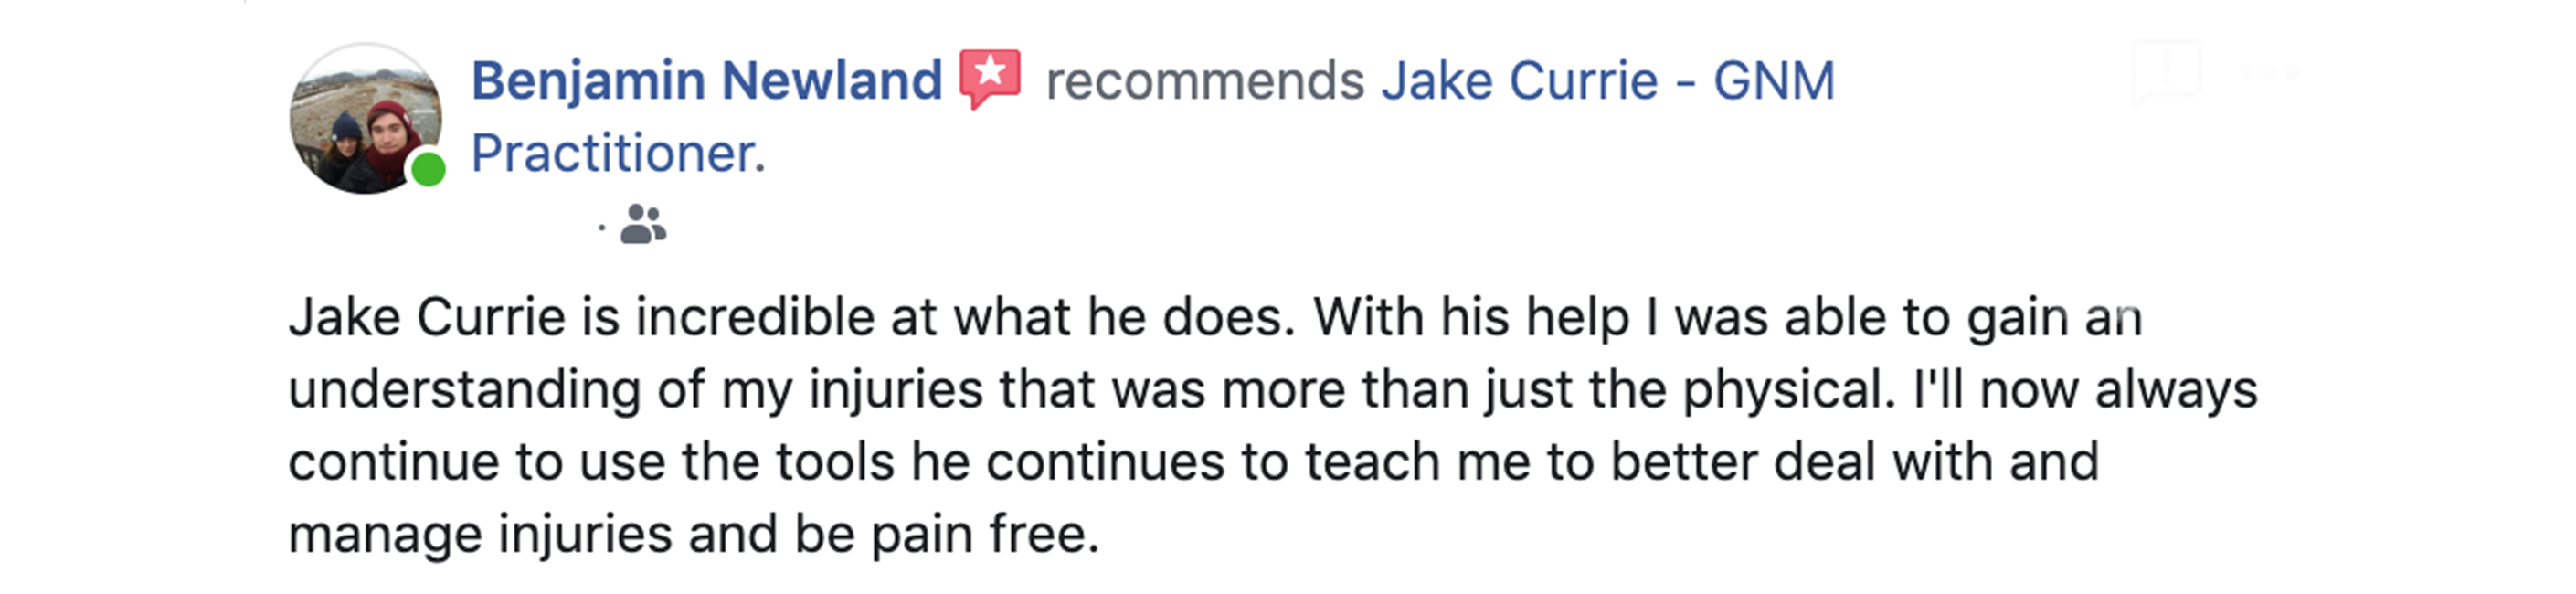 Benjamin Newland recommends Jake Currie - GNM
Practitioner.
·
Jake Currie is incredible at what he does. With his help I was able to gain an
understanding of my injuries that was more than just the physical. I'll now always
continue to use the tools he continues to teach me to better deal with and
manage injuries and be pain free.